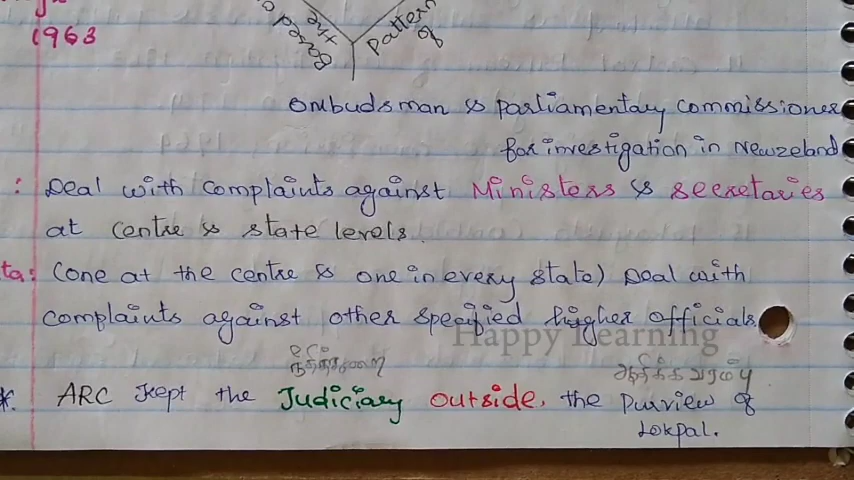 1963
Based
the
Pattern
of
Ombudsman & parliamentary commissioner
for investigation in Newzeland
: Deal with complaints against Ministers & secretaries
at centre & state levels.
ta: (one at the centre & one in every state) Deal with
complaints against other specified higher officials.
Happy Learning
* ARC kept the Judiciary outside, the purview of
Lokpal.